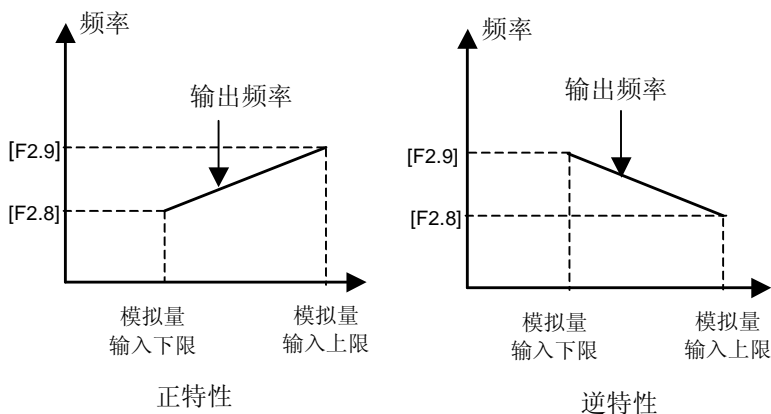 频率
输出频率
[F2.9]
[F2.8]
模拟量
输入下限
模拟量
输入上限
正特性
频率
输出频率
[F2.9]
[F2.8]
模拟量
输入下限
模拟量
输入上限
逆特性